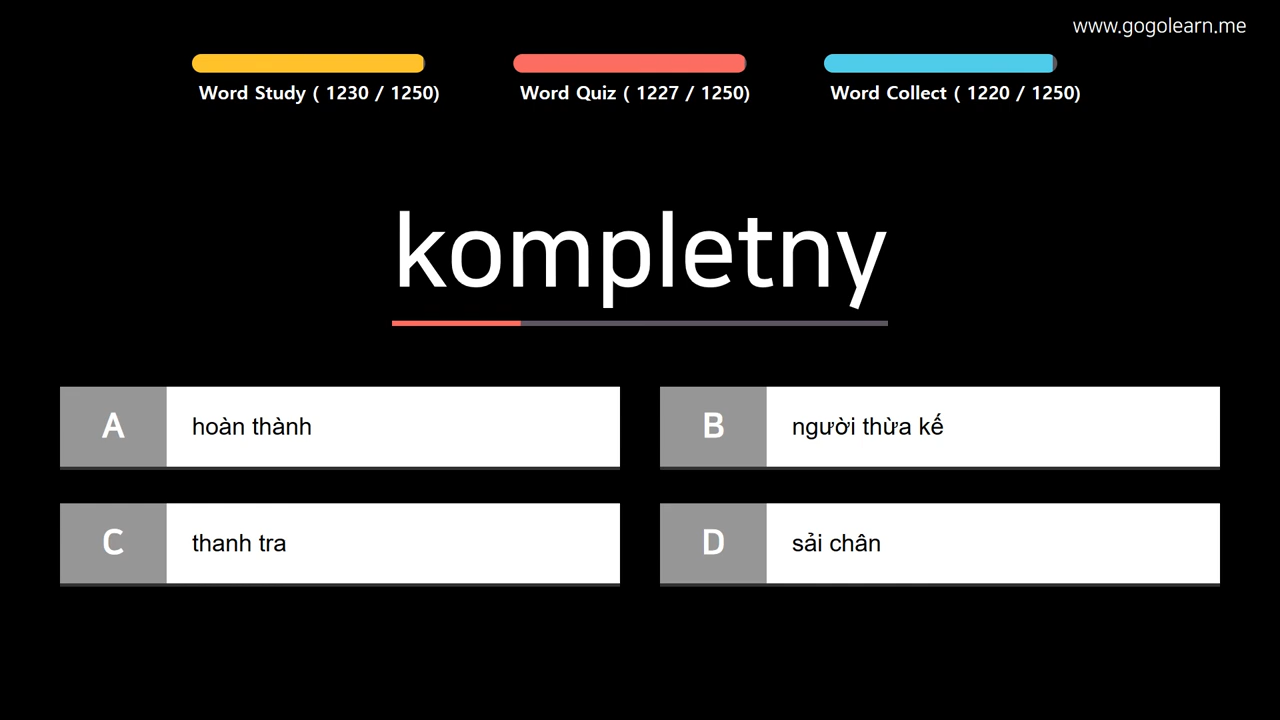 www.gogolearn.me
Word Study ( 1230 / 1250)
Word Quiz ( 1227 / 1250)
Word Collect ( 1220 / 1250)
kompletny
A hoàn thành
B người thừa kế
C thanh tra
D sải chân